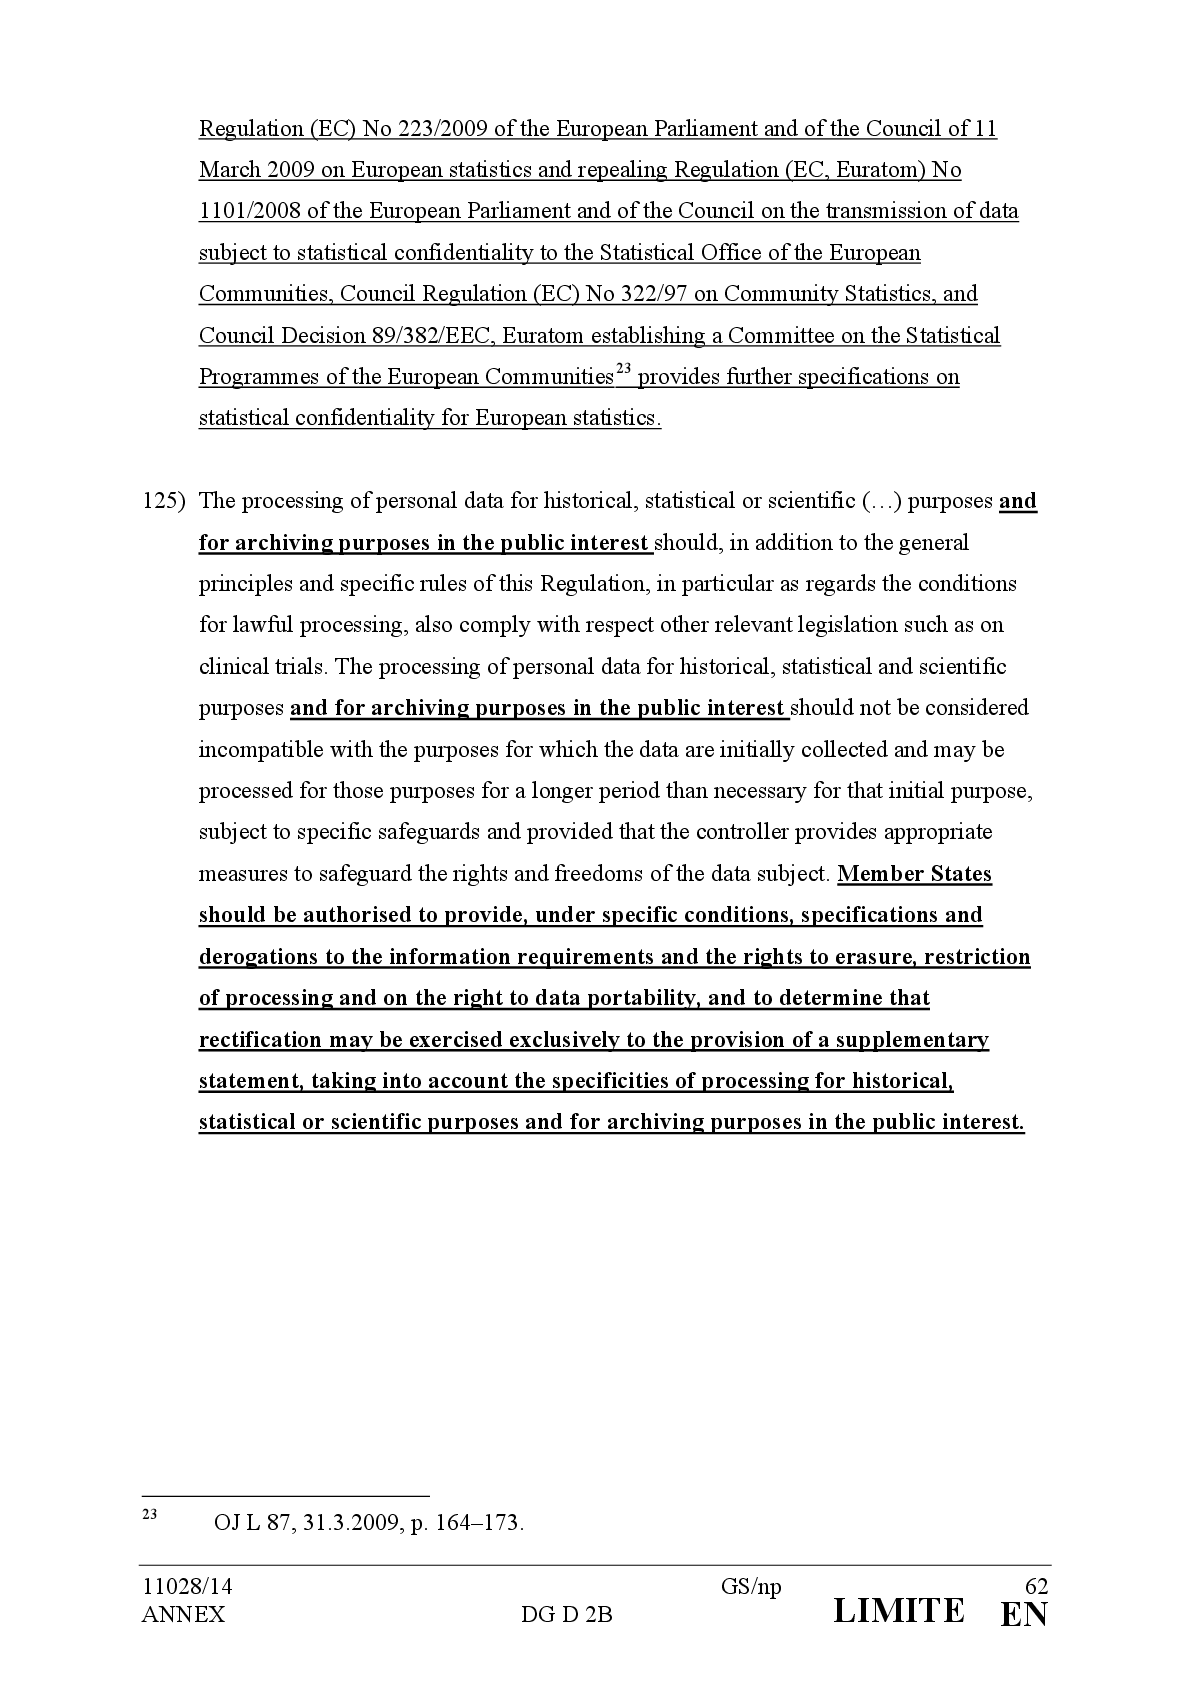 Regulation (EC) No 223/2009 of the European Parliament and of the Council of 11
March 2009 on European statistics and repealing Regulation (EC, Euratom) No
1101/2008 of the European Parliament and of the Council on the transmission of data
subject to statistical confidentiality to the Statistical Office of the European
Communities, Council Regulation (EC) No 322/97 on Community Statistics, and
Council Decision 89/382/EEC, Euratom establishing a Committee on the Statistical
Programmes of the European Communities23 provides further specifications on
statistical confidentiality for European statistics.
125) The processing of personal data for historical, statistical or scientific (…) purposes and
for archiving purposes in the public interest should, in addition to the general
principles and specific rules of this Regulation, in particular as regards the conditions
for lawful processing, also comply with respect other relevant legislation such as on
clinical trials. The processing of personal data for historical, statistical and scientific
purposes and for archiving purposes in the public interest should not be considered
incompatible with the purposes for which the data are initially collected and may be
processed for those purposes for a longer period than necessary for that initial purpose,
subject to specific safeguards and provided that the controller provides appropriate
measures to safeguard the rights and freedoms of the data subject. Member States
should be authorised to provide, under specific conditions, specifications and
derogations to the information requirements and the rights to erasure, restriction
of processing and on the right to data portability, and to determine that
rectification may be exercised exclusively to the provision of a supplementary
statement, taking into account the specificities of processing for historical,
statistical or scientific purposes and for archiving purposes in the public interest.
23 OJ L 87, 31.3.2009, p. 164–173.
11028/14 GS/np 62
ANNEX DG D 2B LIMITE EN